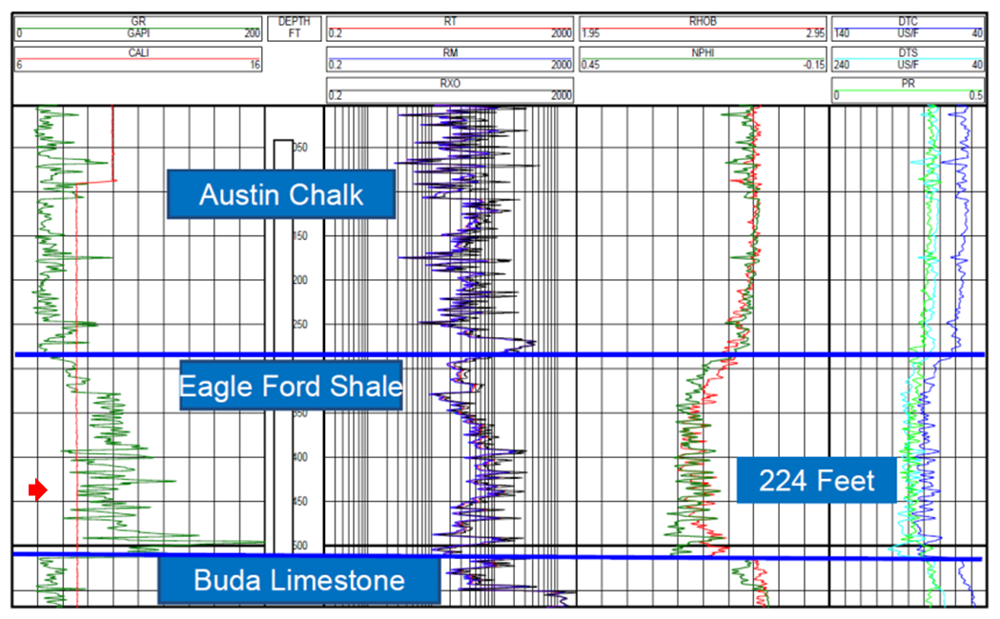 GR DEPTH RT RHOB DTC
0 GAPI 200 FT 0.2 2000 1.95 2.95 140 US/F 40
CALI RM NPHI DTS
6 16 0.2 2000 0.45 -0.15 240 US/F 40
RXO PR
0.2 2000 0 0.5
050
Austin Chalk
150
200
250
Eagle Ford Shale
350
400
224 Feet
450
500
Buda Limestone